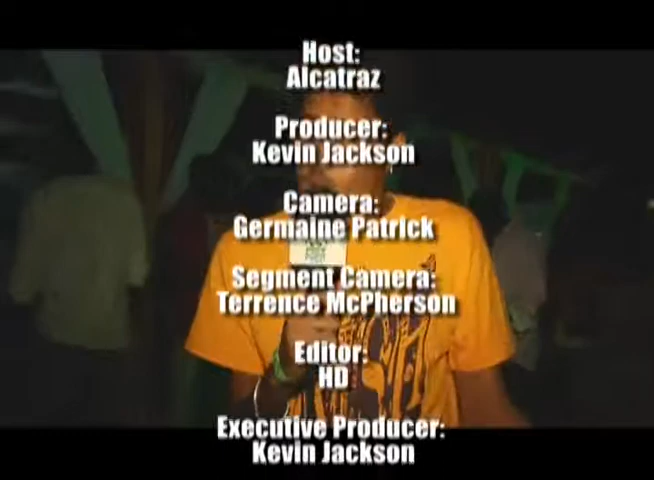 Host:
Alcatraz
Producer:
Kevin Jackson
Camera:
Germaine Patrick
Segment Camera:
Terrence McPherson
Editor:
HD
Executive Producer:
Kevin Jackson